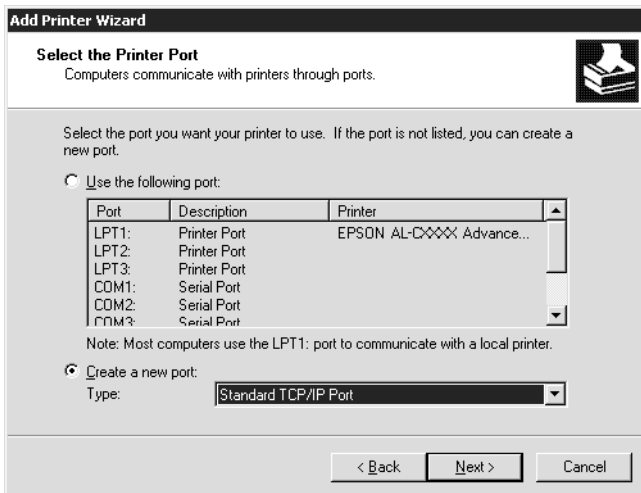 Add Printer Wizard
Select the Printer Port
Computers communicate with printers through ports.
Select the port you want your printer to use. If the port is not listed, you can create a
new port.
Use the following port:
Port Description Printer
LPT1: Printer Port EPSON AL-CXXXX Advance...
LPT2: Printer Port
LPT3: Printer Port
COM1: Serial Port
COM2: Serial Port
COM3: Serial Port
Note: Most computers use the LPT1: port to communicate with a local printer.
Create a new port:
Type: Standard TCP/IP Port
< Back Next > Cancel